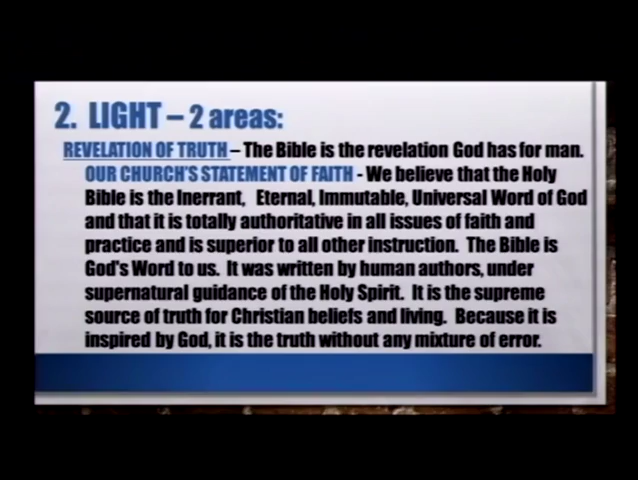 2. LIGHT – 2 areas:
REVELATION OF TRUTH – The Bible is the revelation God has for man.
OUR CHURCH'S STATEMENT OF FAITH - We believe that the Holy
Bible is the Inerrant, Eternal, Immutable, Universal Word of God
and that it is totally authoritative in all issues of faith and
practice and is superior to all other instruction. The Bible is
God's Word to us. It was written by human authors, under
supernatural guidance of the Holy Spirit. It is the supreme
source of truth for Christian beliefs and living. Because it is
inspired by God, it is the truth without any mixture of error.